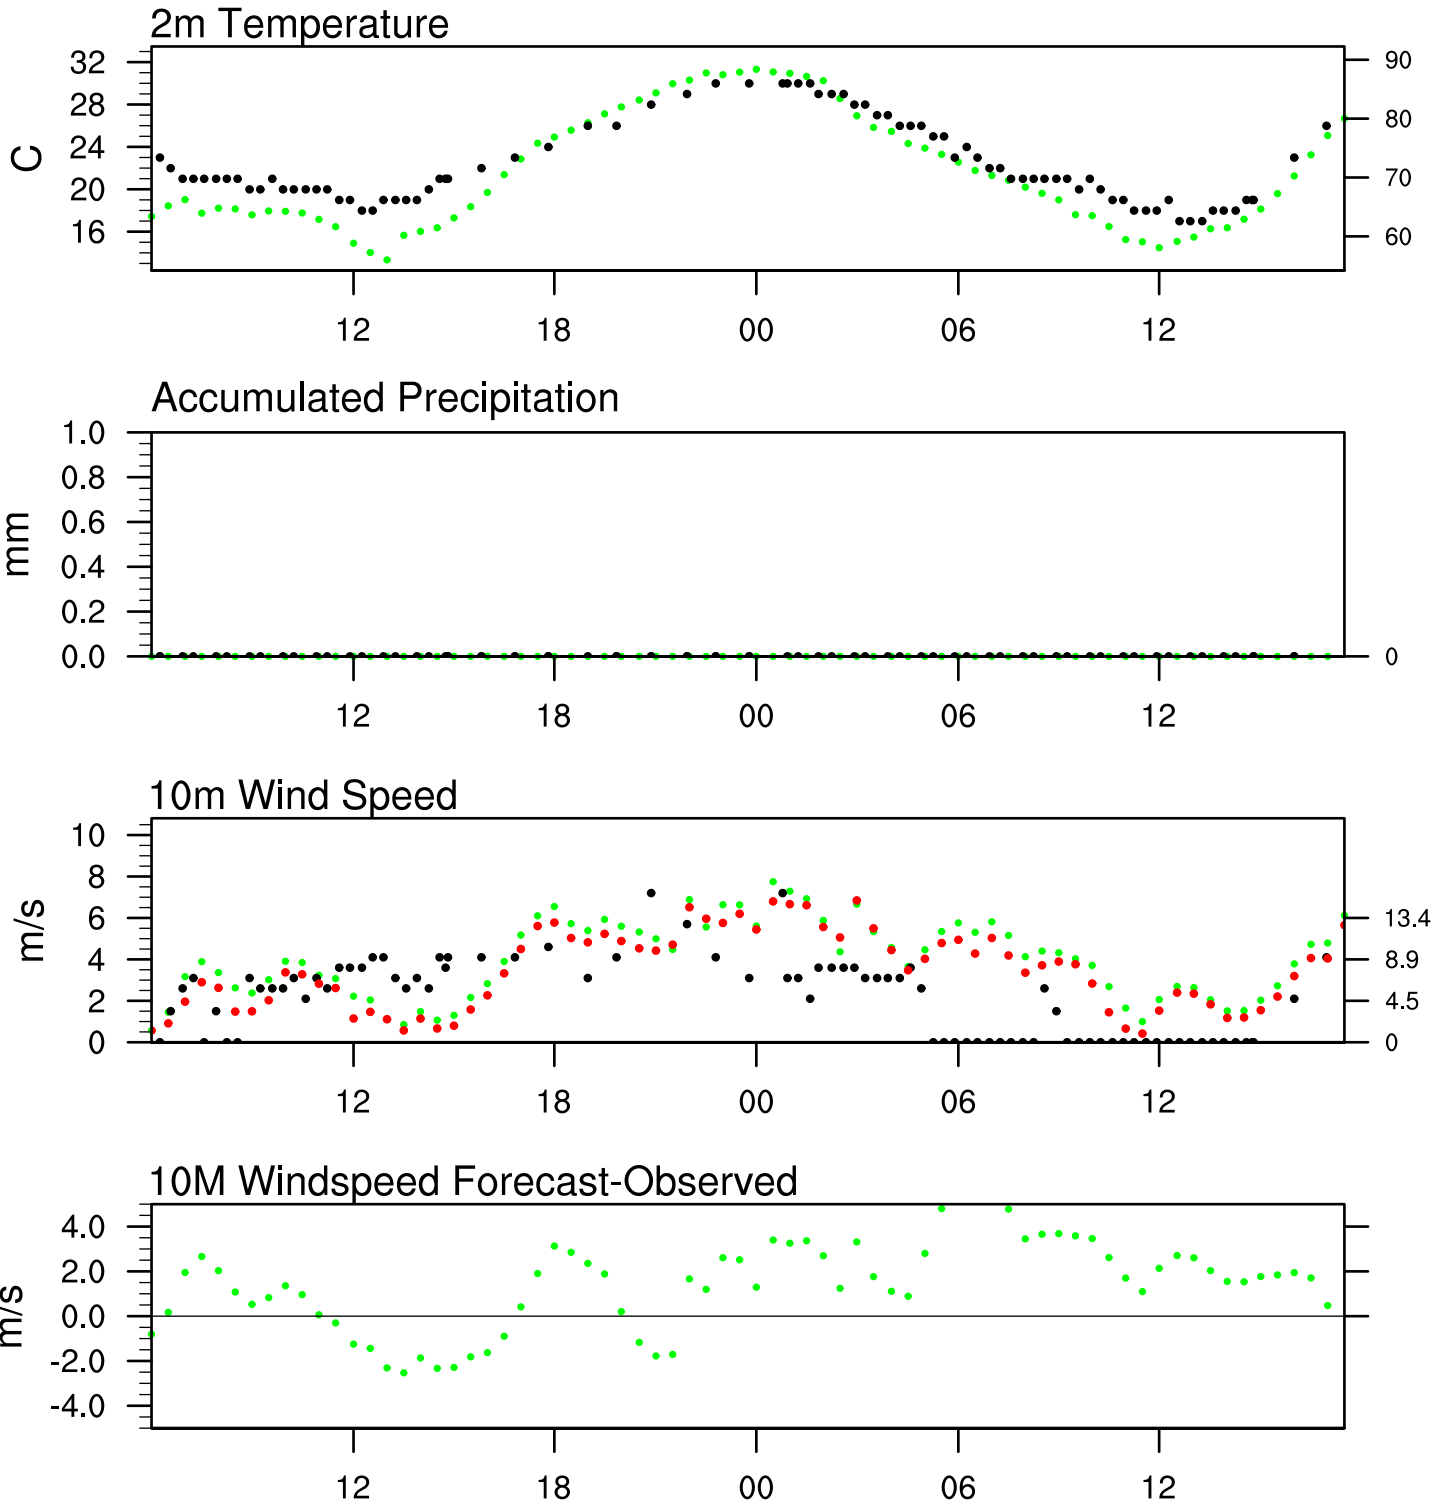 2m Temperature
32
28
24
20
16
C
90
80
70
60
12 18 00 06 12
Accumulated Precipitation
1.0
0.8
0.6
0.4
0.2
0.0
mm
0
12 18 00 06 12
10m Wind Speed
10
8
6
4
2
0
m/s
13.4
8.9
4.5
0
12 18 00 06 12
10M Windspeed Forecast-Observed
4.0
2.0
0.0
-2.0
-4.0
m/s
12 18 00 06 12